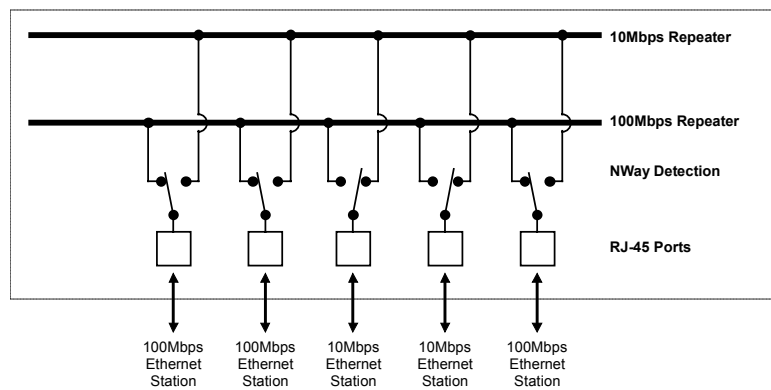 10Mbps Repeater
100Mbps Repeater
NWay Detection
RJ-45 Ports
100Mbps
Ethernet
Station
100Mbps
Ethernet
Station
10Mbps
Ethernet
Station
10Mbps
Ethernet
Station
100Mbps
Ethernet
Station